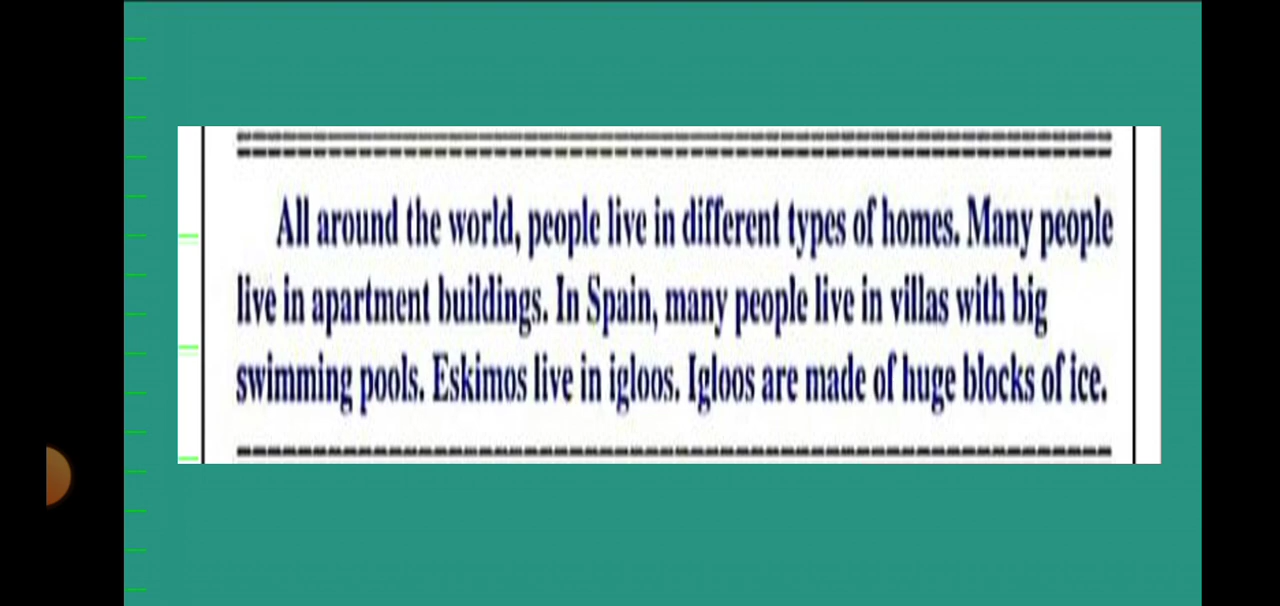 All around the world, people live in different types of homes. Many people
live in apartment buildings. In Spain, many people live in villas with big
swimming pools. Eskimos live in igloos. Igloos are made of huge blocks of ice.